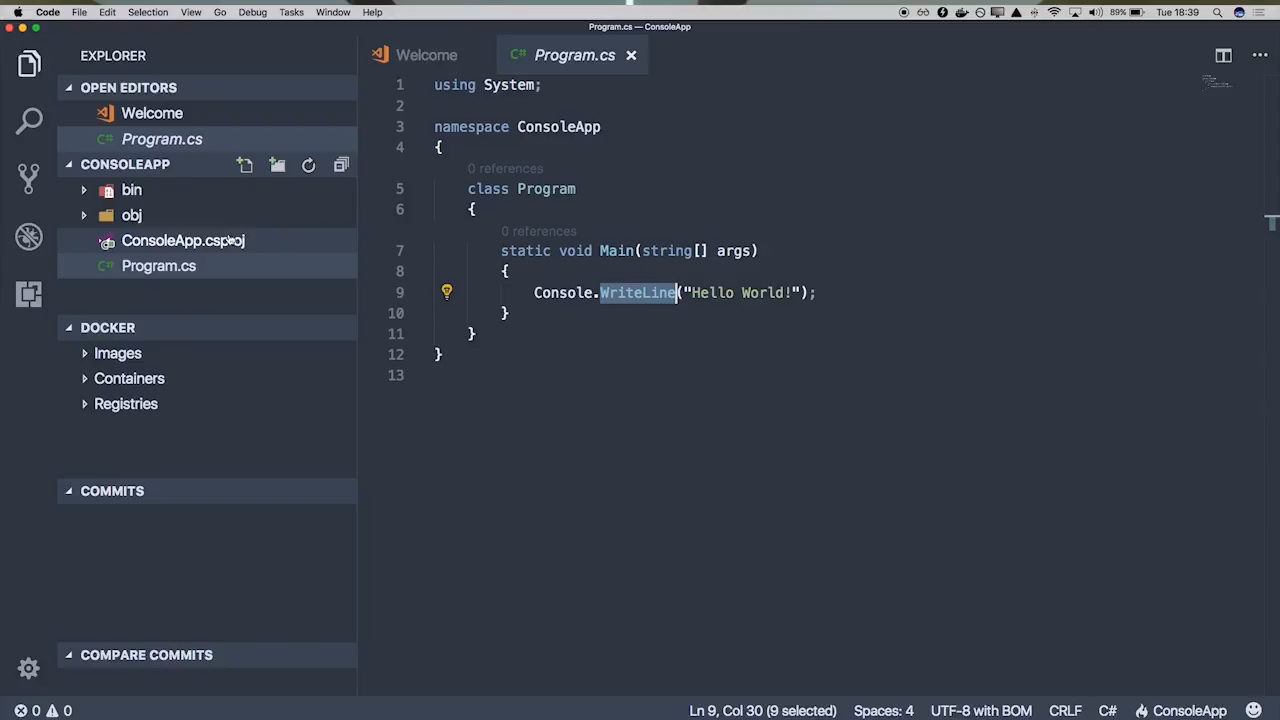 Code File Edit Selection View Go Debug Tasks Window Help 89% Tue 18:39
Program.cs — ConsoleApp
EXPLORER
OPEN EDITORS
Welcome
C# Program.cs
CONSOLEAPP
bin
obj
ConsoleApp.csproj
C# Program.cs
DOCKER
Images
Containers
Registries
COMMITS
COMPARE COMMITS
Welcome C# Program.cs
1 using System;
2
3 namespace ConsoleApp
4 {
0 references
5 class Program
6 {
0 references
7 static void Main(string[] args)
8 {
9 Console.WriteLine("Hello World!");
10 }
11 }
12 }
13
0 0 Ln 9, Col 30 (9 selected) Spaces: 4 UTF-8 with BOM CRLF C# ConsoleApp